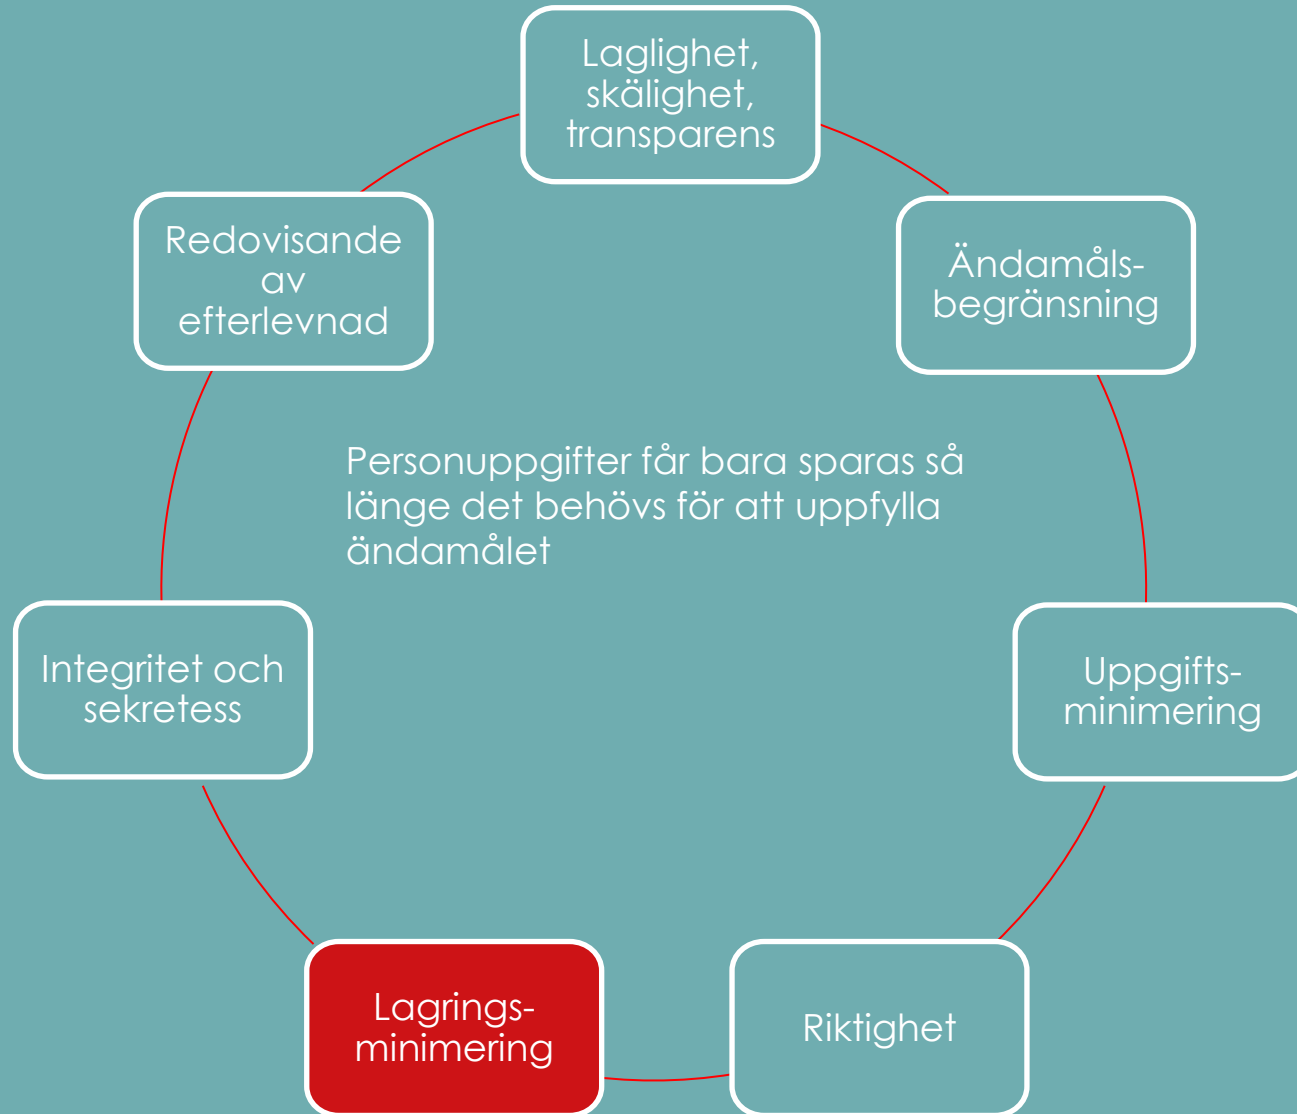 Laglighet,
skälighet,
transparens
Ändamåls-
begränsning
Uppgifts-
minimering
Riktighet
Lagrings-
minimering
Integritet och
sekretess
Redovisande
av
efterlevnad
Personuppgifter får bara sparas så
länge det behövs för att uppfylla
ändamålet